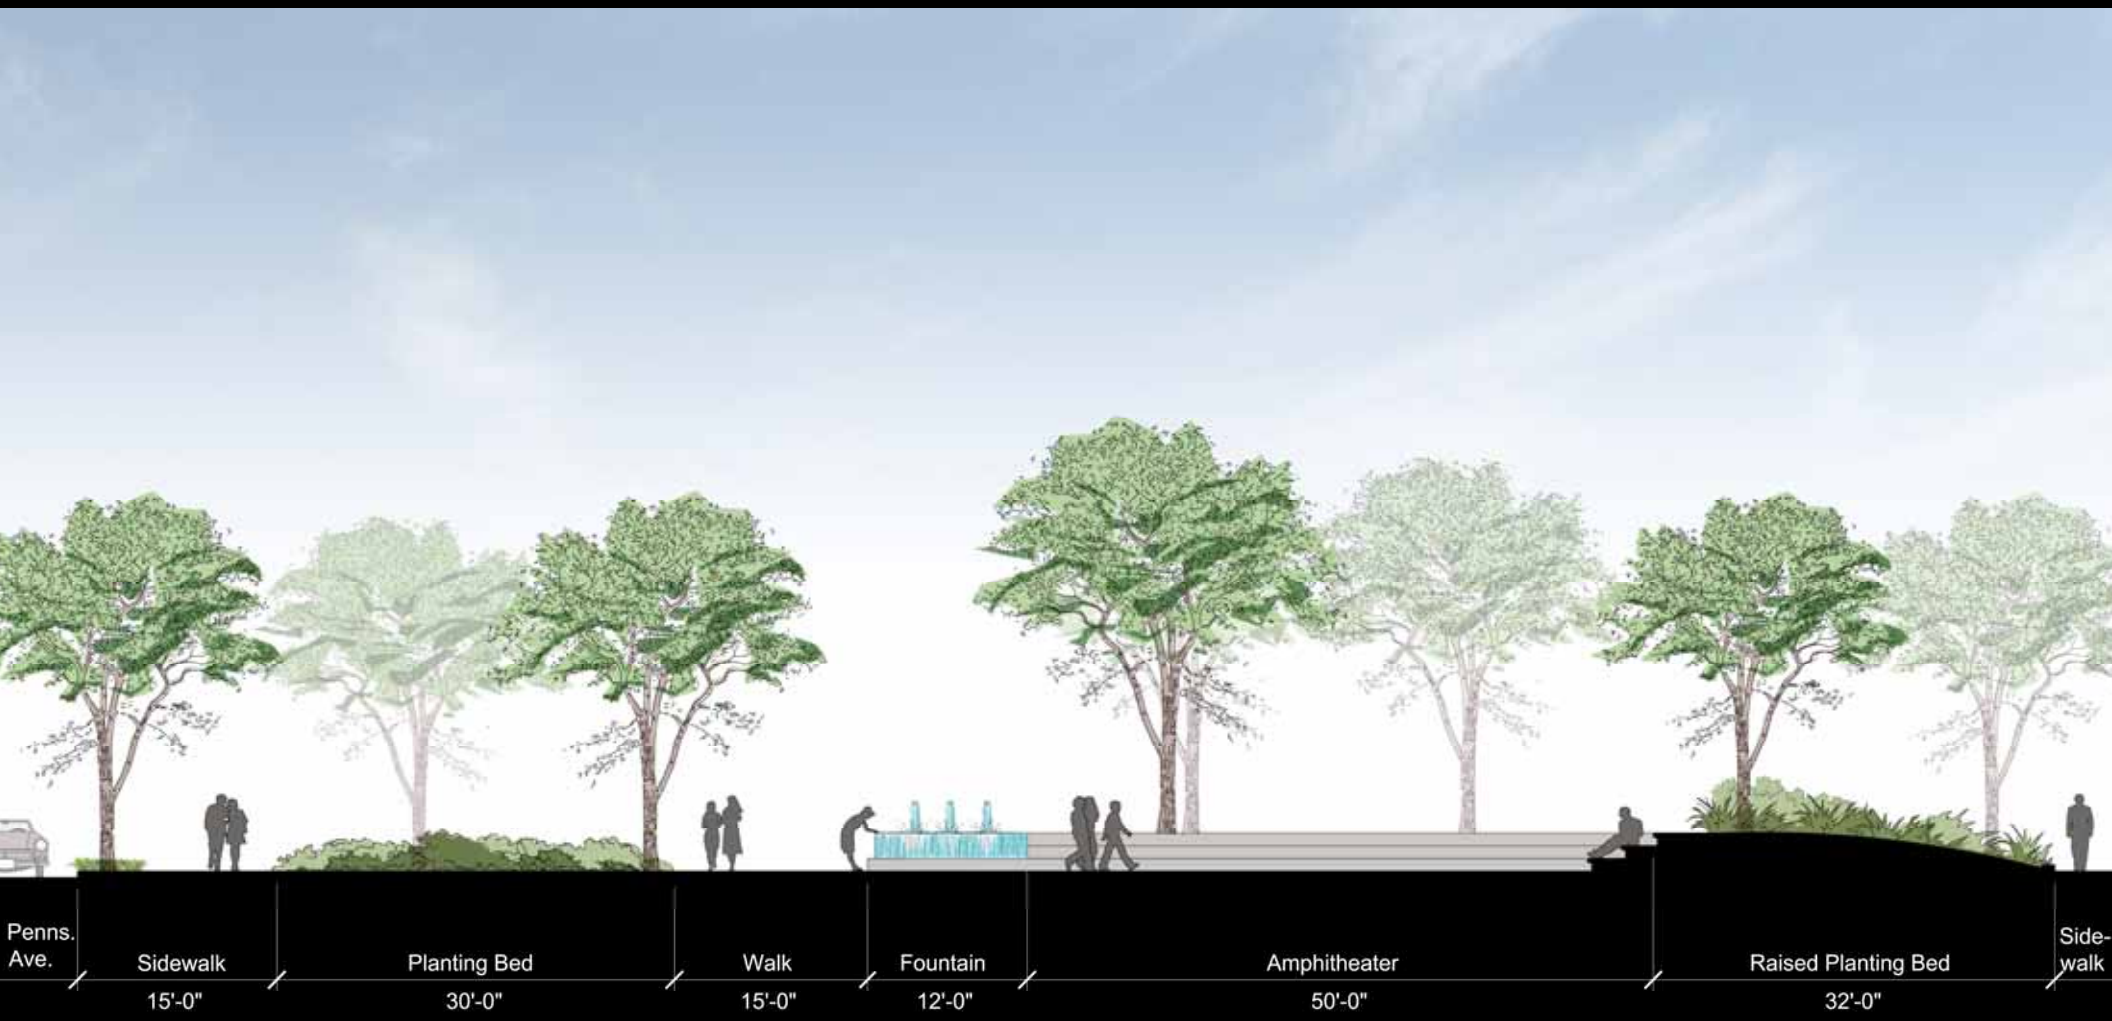 Penns.
Ave.
Sidewalk
Planting Bed
Walk
Fountain
Amphitheater
Raised Planting Bed
Side-
walk
15'-0"
30'-0"
15'-0"
12'-0"
50'-0"
32'-0"